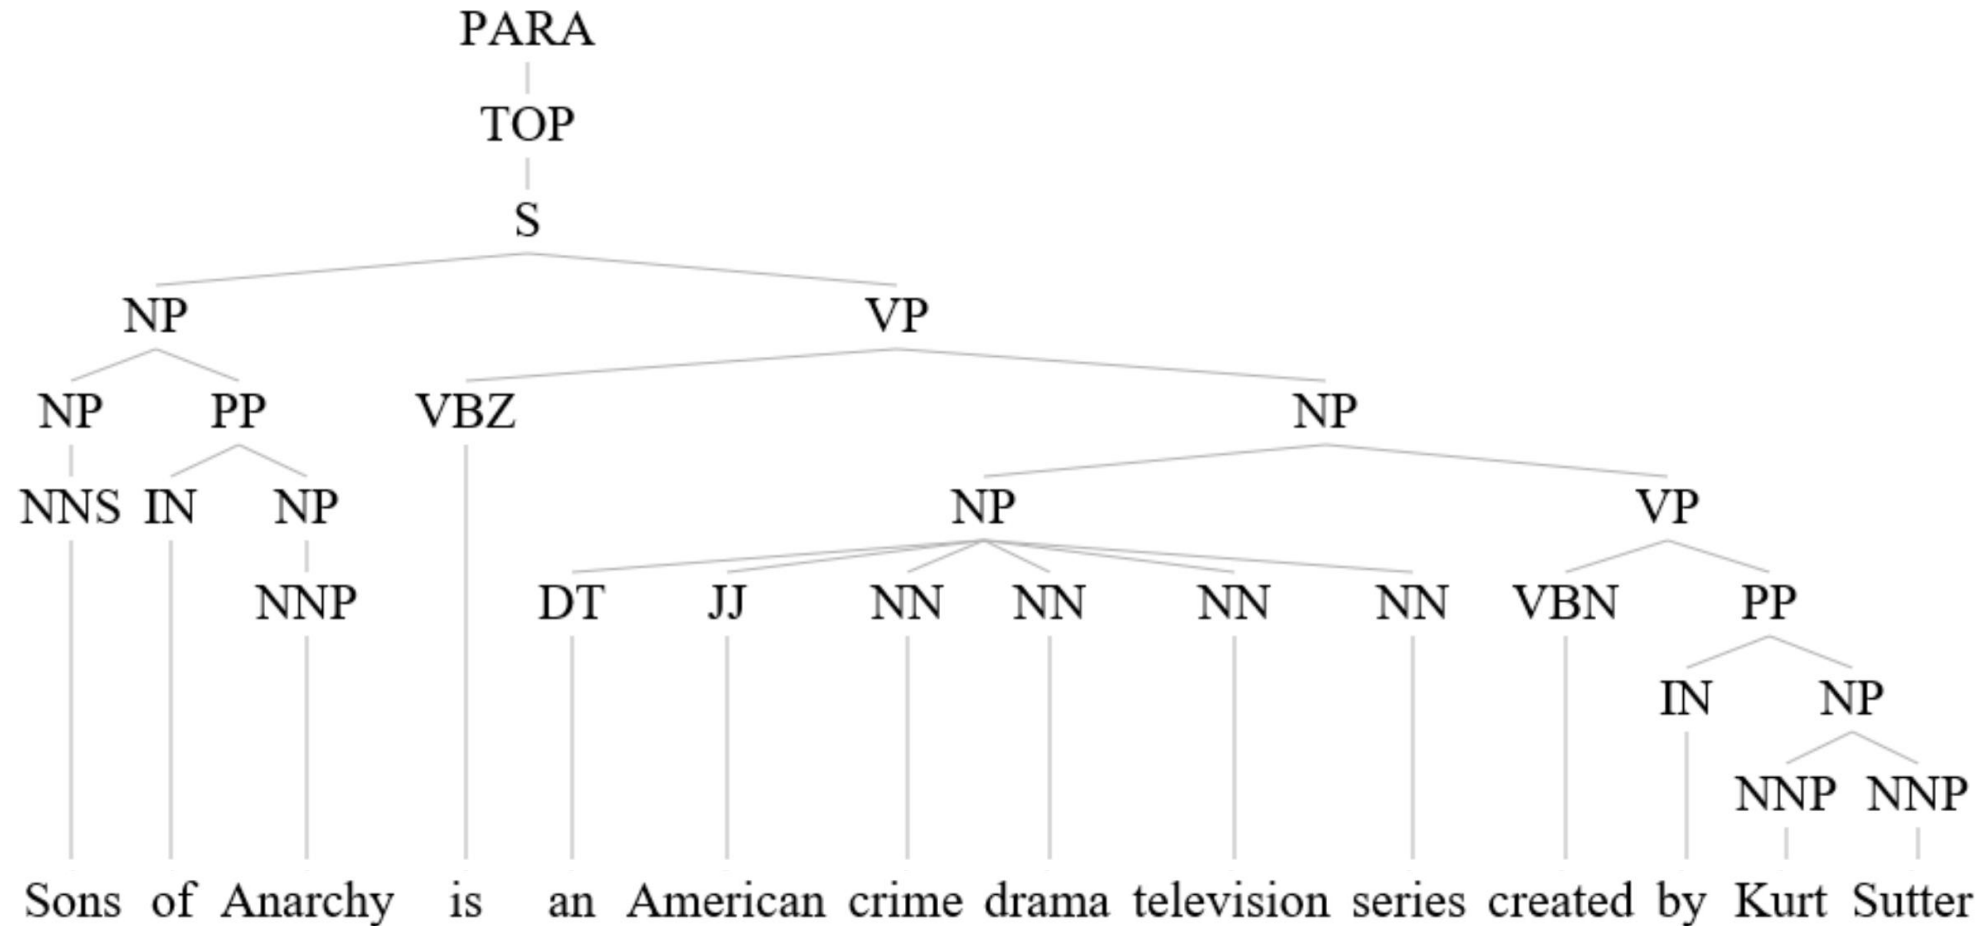 PARA
TOP
S
NP VP
NP PP VBZ NP
NNS IN NP NP VP
NNP DT JJ NN NN NN NN VBN PP
IN NP
NNP NNP
Sons of Anarchy is an American crime drama television series created by Kurt Sutter